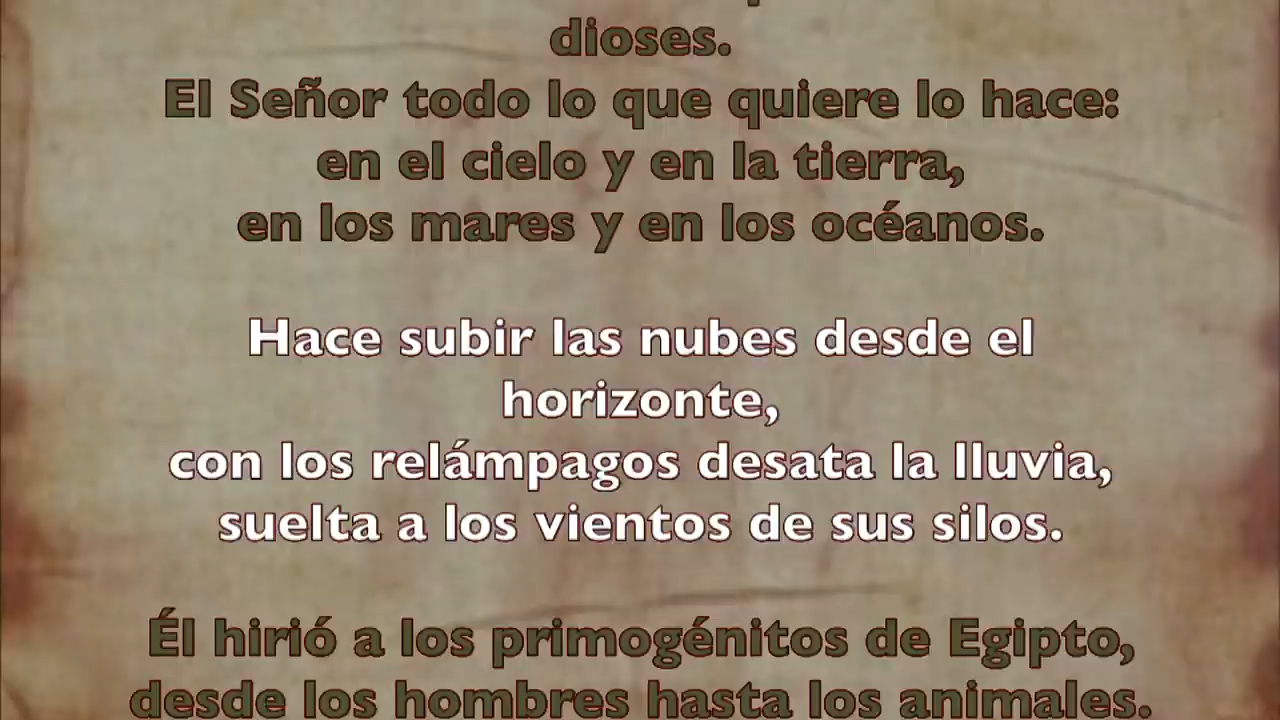 dioses.
El Señor todo lo que quiere lo hace:
en el cielo y en la tierra,
en los mares y en los océanos.
Hace subir las nubes desde el
horizonte,
con los relámpagos desata la lluvia,
suelta a los vientos de sus silos.
Él hirió a los primogénitos de Egipto,
desde los hombres hasta los animales.